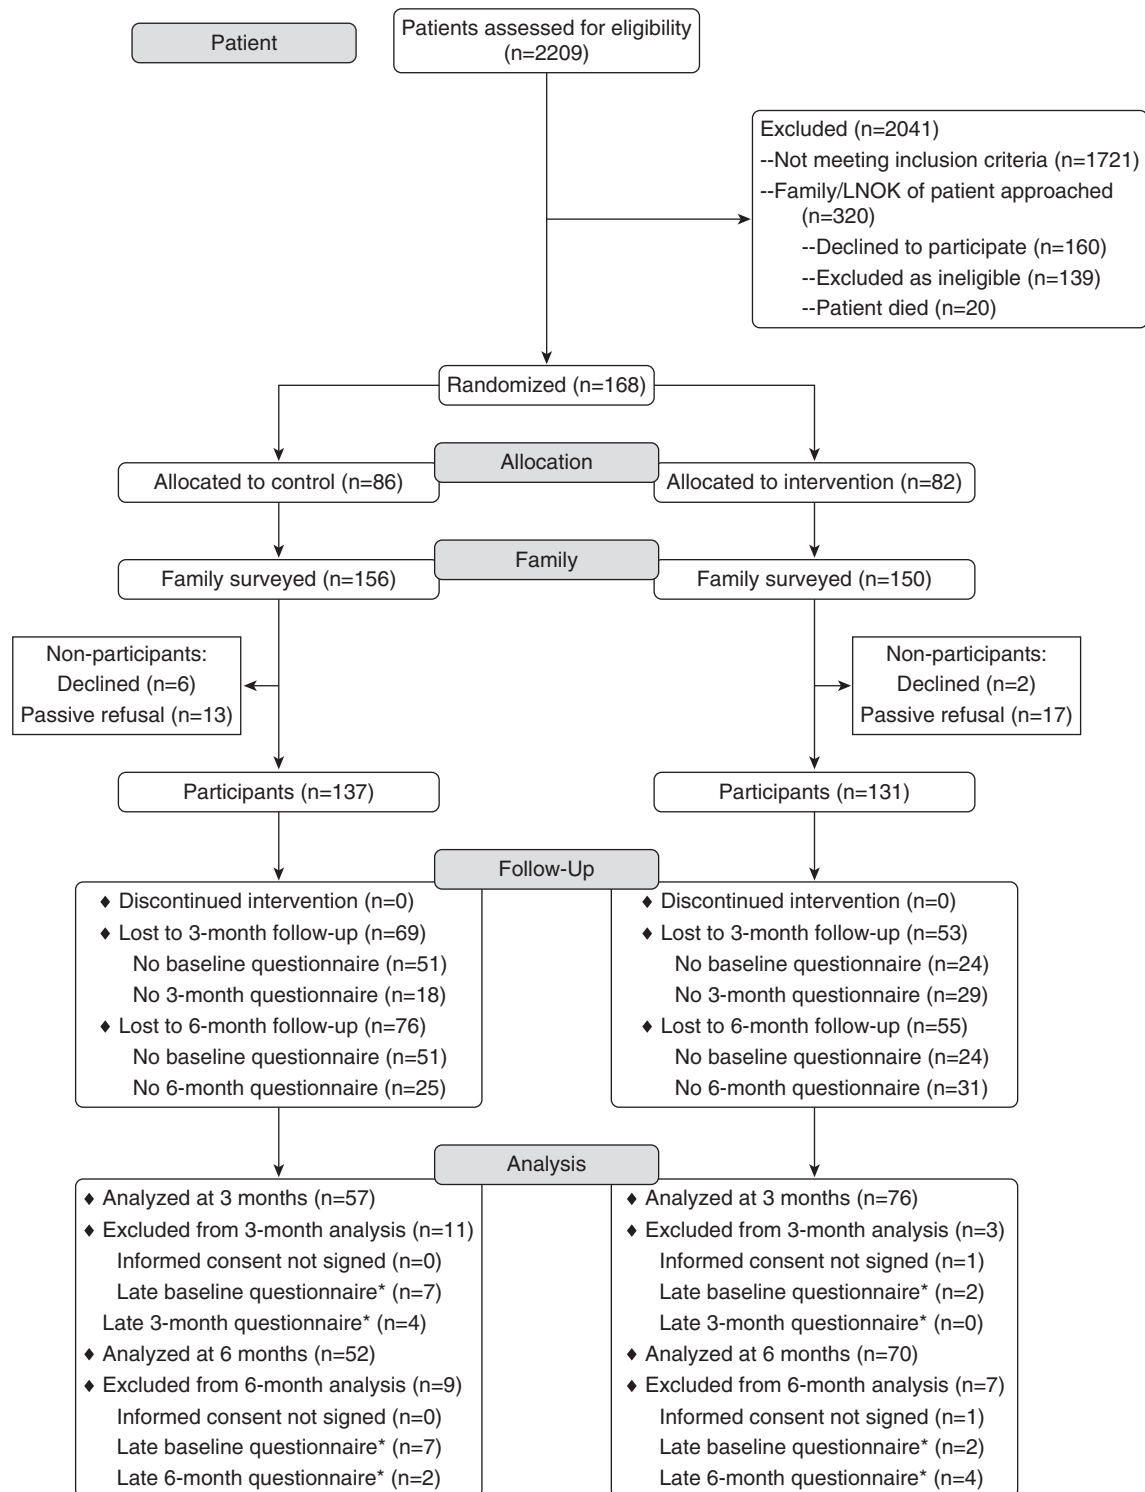 Patient
Patients assessed for eligibility
(n=2209)
Excluded (n=2041)
--Not meeting inclusion criteria (n=1721)
--Family/LNOK of patient approached
(n=320)
--Declined to participate (n=160)
--Excluded as ineligible (n=139)
--Patient died (n=20)
Randomized (n=168)
Allocation
Allocated to control (n=86)
Allocated to intervention (n=82)
Family
Family surveyed (n=156)
Family surveyed (n=150)
Non-participants:
Declined (n=6)
Passive refusal (n=13)
Non-participants:
Declined (n=2)
Passive refusal (n=17)
Participants (n=137)
Participants (n=131)
Follow-Up
♦ Discontinued intervention (n=0)
♦ Lost to 3-month follow-up (n=69)
No baseline questionnaire (n=51)
No 3-month questionnaire (n=18)
♦ Lost to 6-month follow-up (n=76)
No baseline questionnaire (n=51)
No 6-month questionnaire (n=25)
♦ Discontinued intervention (n=0)
♦ Lost to 3-month follow-up (n=53)
No baseline questionnaire (n=24)
No 3-month questionnaire (n=29)
♦ Lost to 6-month follow-up (n=55)
No baseline questionnaire (n=24)
No 6-month questionnaire (n=31)
Analysis
♦ Analyzed at 3 months (n=57)
♦ Excluded from 3-month analysis (n=11)
Informed consent not signed (n=0)
Late baseline questionnaire* (n=7)
Late 3-month questionnaire* (n=4)
♦ Analyzed at 6 months (n=52)
♦ Excluded from 6-month analysis (n=9)
Informed consent not signed (n=0)
Late baseline questionnaire* (n=7)
Late 6-month questionnaire* (n=2)
♦ Analyzed at 3 months (n=76)
♦ Excluded from 3-month analysis (n=3)
Informed consent not signed (n=1)
Late baseline questionnaire* (n=2)
Late 3-month questionnaire* (n=0)
♦ Analyzed at 6 months (n=70)
♦ Excluded from 6-month analysis (n=7)
Informed consent not signed (n=1)
Late baseline questionnaire* (n=2)
Late 6-month questionnaire* (n=4)